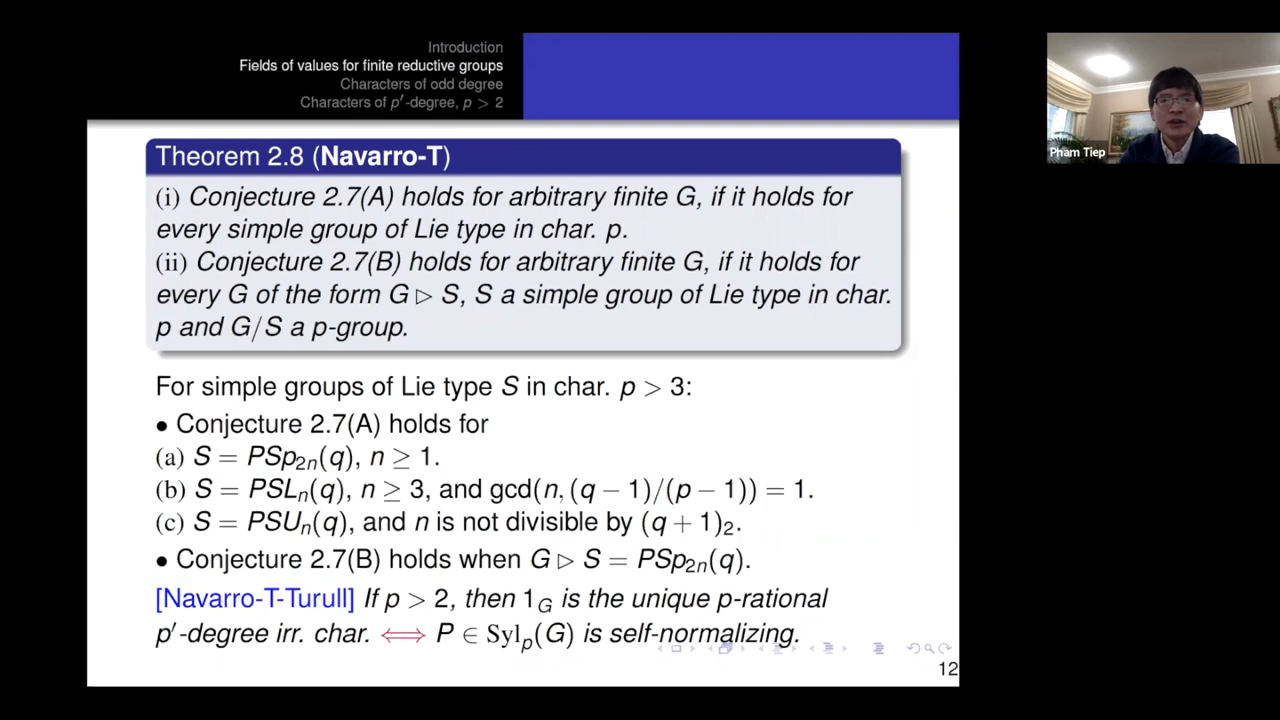 Introduction
Fields of values for finite reductive groups
Characters of odd degree
Characters of p′-degree, p > 2
Theorem 2.8 (Navarro-T)
(i) Conjecture 2.7(A) holds for arbitrary finite G, if it holds for
every simple group of Lie type in char. p.
(ii) Conjecture 2.7(B) holds for arbitrary finite G, if it holds for
every G of the form G ▷ S, S a simple group of Lie type in char.
p and G/S a p-group.
For simple groups of Lie type S in char. p > 3:
• Conjecture 2.7(A) holds for
(a) S = PSp₂ₙ(q), n ≥ 1.
(b) S = PSLₙ(q), n ≥ 3, and gcd(n, (q − 1)/(p − 1)) = 1.
(c) S = PSUₙ(q), and n is not divisible by (q + 1)₂.
• Conjecture 2.7(B) holds when G ▷ S = PSp₂ₙ(q).
[Navarro-T-Turull] If p > 2, then 1_G is the unique p-rational
p′-degree irr. char. ⟺ P ∈ Syl_p(G) is self-normalizing.
12
Pham Tiep